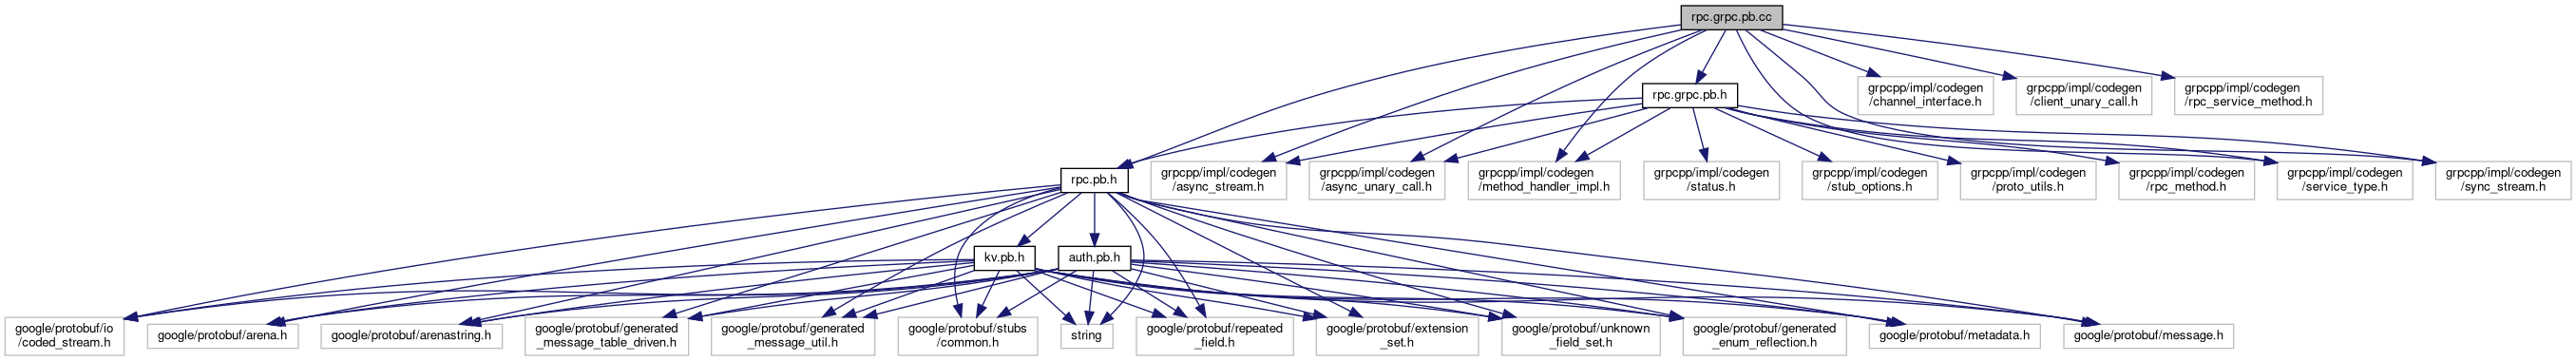 rpc.grpc.pb.cc
grpcpp/impl/codegen
/channel_interface.h
grpcpp/impl/codegen
/client_unary_call.h
grpcpp/impl/codegen
/rpc_service_method.h
rpc.grpc.pb.h
rpc.pb.h
grpcpp/impl/codegen
/async_stream.h
grpcpp/impl/codegen
/async_unary_call.h
grpcpp/impl/codegen
/method_handler_impl.h
grpcpp/impl/codegen
/status.h
grpcpp/impl/codegen
/stub_options.h
grpcpp/impl/codegen
/proto_utils.h
grpcpp/impl/codegen
/rpc_method.h
grpcpp/impl/codegen
/service_type.h
grpcpp/impl/codegen
/sync_stream.h
kv.pb.h
auth.pb.h
google/protobuf/io
/coded_stream.h
google/protobuf/arena.h
google/protobuf/arenastring.h
google/protobuf/generated
_message_table_driven.h
google/protobuf/generated
_message_util.h
google/protobuf/stubs
/common.h
string
google/protobuf/repeated
_field.h
google/protobuf/extension
_set.h
google/protobuf/unknown
_field_set.h
google/protobuf/generated
_enum_reflection.h
google/protobuf/metadata.h
google/protobuf/message.h